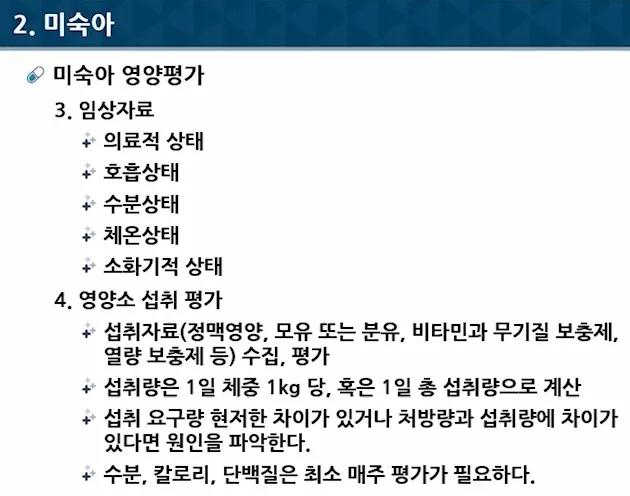 2. 미숙아
미숙아 영양평가
3. 임상자료
의료적 상태
호흡상태
수분상태
체온상태
소화기적 상태
4. 영양소 섭취 평가
섭취자료(정맥영양, 모유 또는 분유, 비타민과 무기질 보충제,
열량 보충제 등) 수집, 평가
섭취량은 1일 체중 1kg 당, 혹은 1일 총 섭취량으로 계산
섭취 요구량 현저한 차이가 있거나 처방량과 섭취량에 차이가
있다면 원인을 파악한다.
수분, 칼로리, 단백질은 최소 매주 평가가 필요하다.